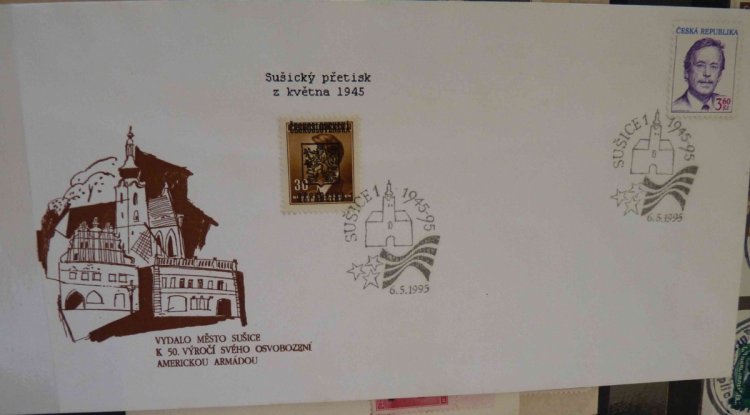 Sušický přetisk
z května 1945
ČESKÁ REPUBLIKA
3,60
Kč
ČESKOSLOVENSKÁ
30
SUŠICE 1 1945-95
6.5.1995
SUŠICE 1 1945-95
6.5.1995
VYDALO MĚSTO SUŠICE
K 50. VÝROČÍ SVÉHO OSVOBOZENÍ
AMERICKOU ARMÁDOU